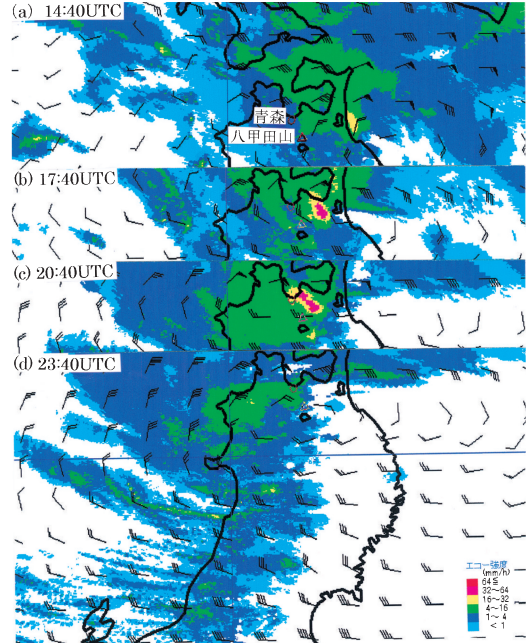 (a) 14:40UTC
青森
八甲田山
(b) 17:40UTC
(c) 20:40UTC
(d) 23:40UTC
エコー強度
(mm/h)
64≦
32～64
16～32
4～16
1～4
＜1